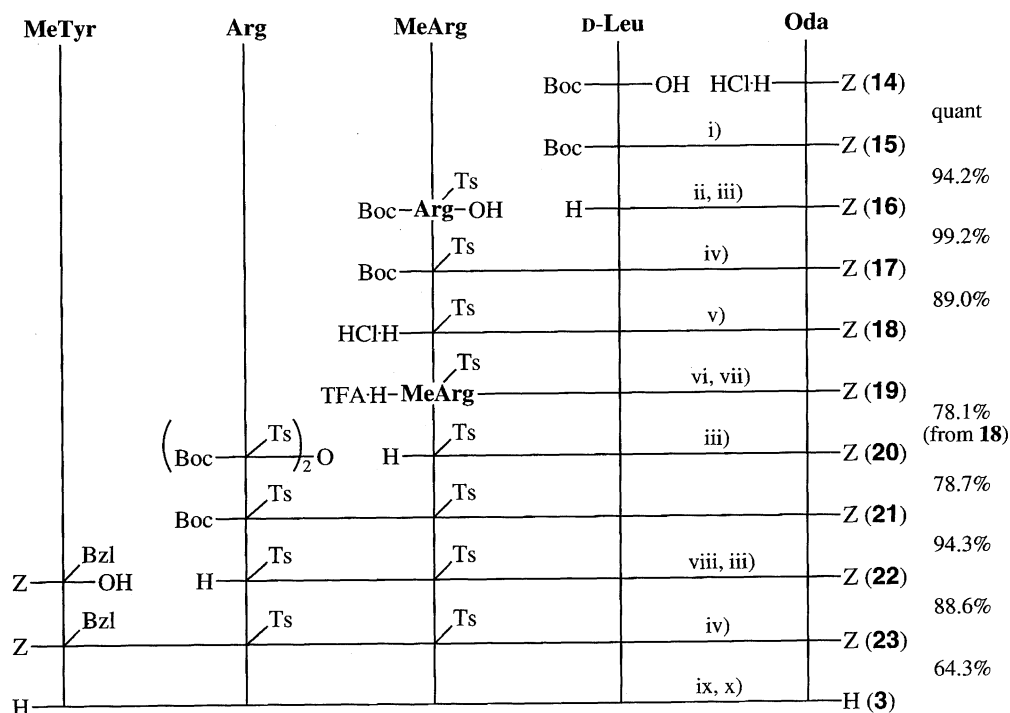 MeTyr Arg MeArg D-Leu Oda
Boc OH HCl·H Z (14)
quant
i)
Boc Z (15)
94.2%
Ts
ii, iii)
Boc–Arg–OH H Z (16)
99.2%
Ts
iv)
Boc Z (17)
89.0%
Ts
v)
HCl·H Z (18)
Ts
vi, vii)
TFA·H–MeArg Z (19)
78.1%
(from 18)
Ts Ts
iii)
(Boc )2 O H Z (20)
78.7%
Ts Ts
Boc Z (21)
94.3%
Bzl Ts Ts
viii, iii)
Z OH H Z (22)
88.6%
Bzl Ts Ts
iv)
Z Z (23)
64.3%
ix, x)
H H (3)